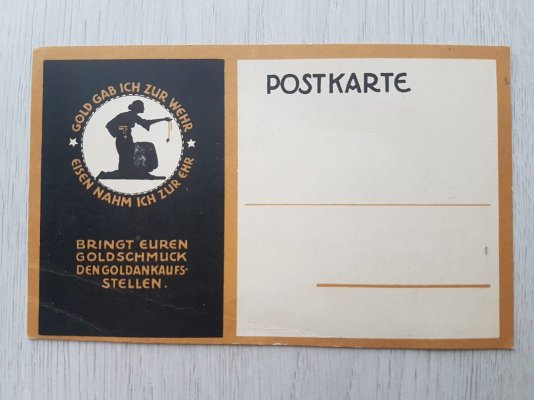 GOLD GAB ICH ZUR WEHR
EISEN NAHM ICH ZUR EHR
BRINGT EUREN
GOLDSCHMUCK
DEN GOLDANKAUFS-
STELLEN.
POSTKARTE